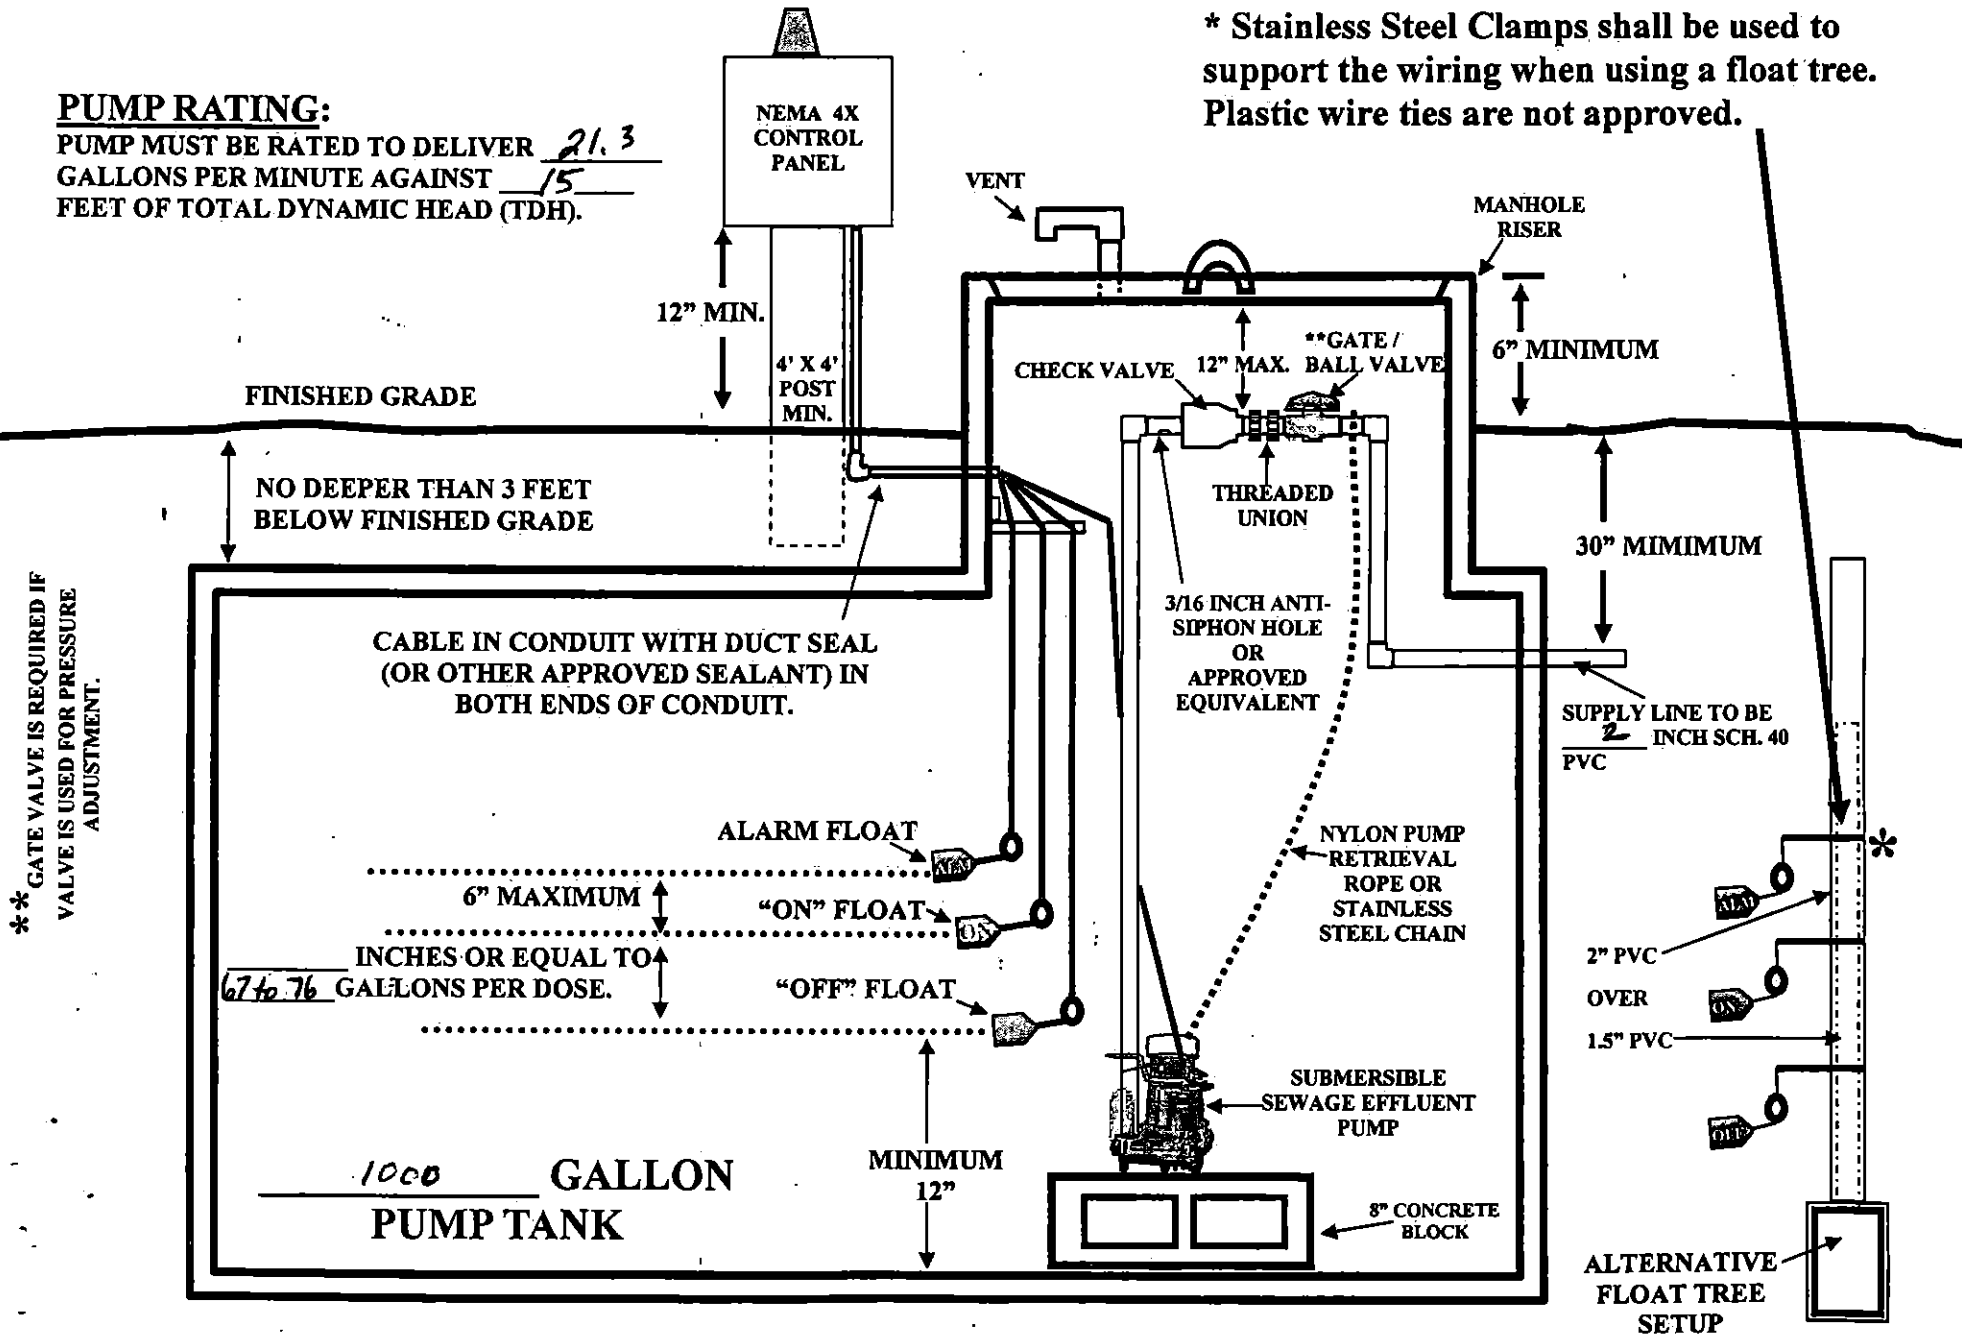 * Stainless Steel Clamps shall be used to
support the wiring when using a float tree.
Plastic wire ties are not approved.
PUMP RATING:
PUMP MUST BE RATED TO DELIVER 21.3
GALLONS PER MINUTE AGAINST 15
FEET OF TOTAL DYNAMIC HEAD (TDH).
NEMA 4X
CONTROL
PANEL
VENT
MANHOLE
RISER
12” MIN.
4' X 4'
POST
MIN.
FINISHED GRADE
CHECK VALVE
12” MAX.
**GATE /
BALL VALVE
6” MINIMUM
NO DEEPER THAN 3 FEET
BELOW FINISHED GRADE
THREADED
UNION
30” MIMIMUM
3/16 INCH ANTI-
SIPHON HOLE
OR
APPROVED
EQUIVALENT
CABLE IN CONDUIT WITH DUCT SEAL
(OR OTHER APPROVED SEALANT) IN
BOTH ENDS OF CONDUIT.
** GATE VALVE IS REQUIRED IF
VALVE IS USED FOR PRESSURE
ADJUSTMENT.
SUPPLY LINE TO BE
2 INCH SCH. 40
PVC
ALARM FLOAT
ALM
6” MAXIMUM
“ON” FLOAT
ON
INCHES OR EQUAL TO
67 to 76 GALLONS PER DOSE.
“OFF” FLOAT
NYLON PUMP
RETRIEVAL
ROPE OR
STAINLESS
STEEL CHAIN
*
ALM
2” PVC
OVER
ON
1.5” PVC
OFF
SUBMERSIBLE
SEWAGE EFFLUENT
PUMP
MINIMUM
12”
1000 GALLON
PUMP TANK
8” CONCRETE
BLOCK
ALTERNATIVE
FLOAT TREE
SETUP